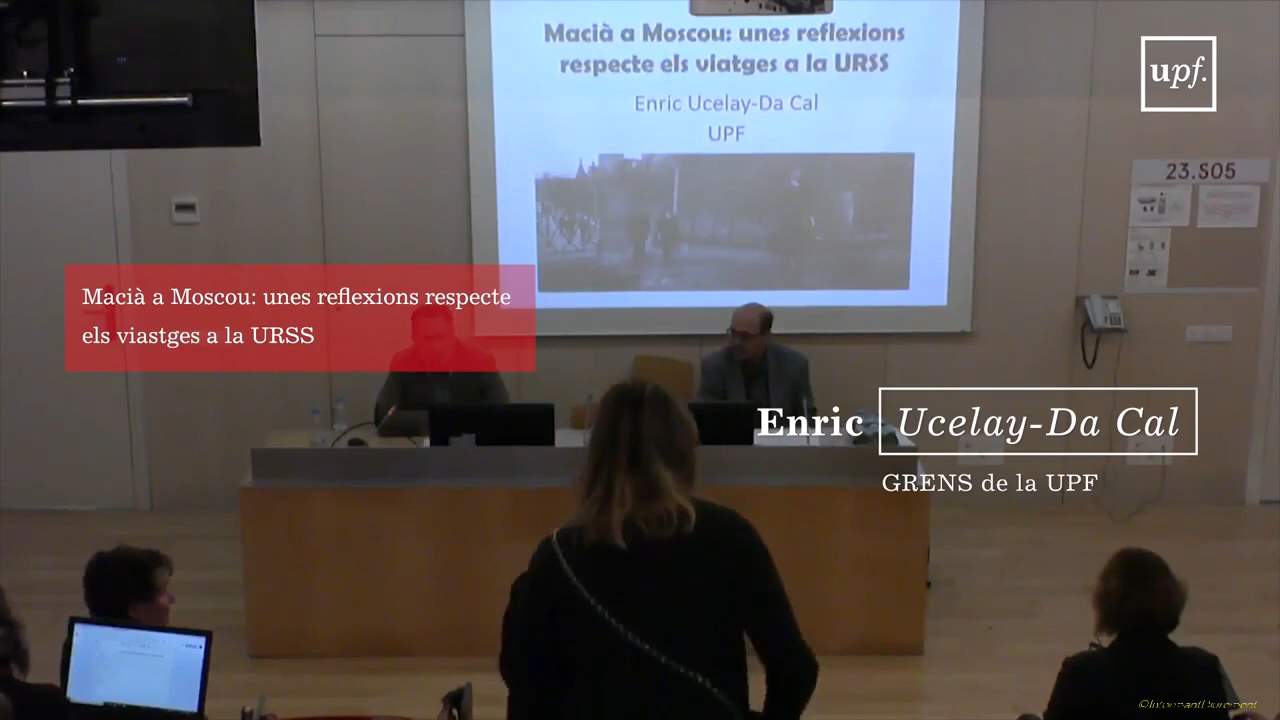 Macià a Moscou: unes reflexions
respecte els viatges a la URSS
Enric Ucelay-Da Cal
UPF
upf.
23.S05
Macià a Moscou: unes reflexions respecte
els viastges a la URSS
Enric Ucelay-Da Cal
GRENS de la UPF